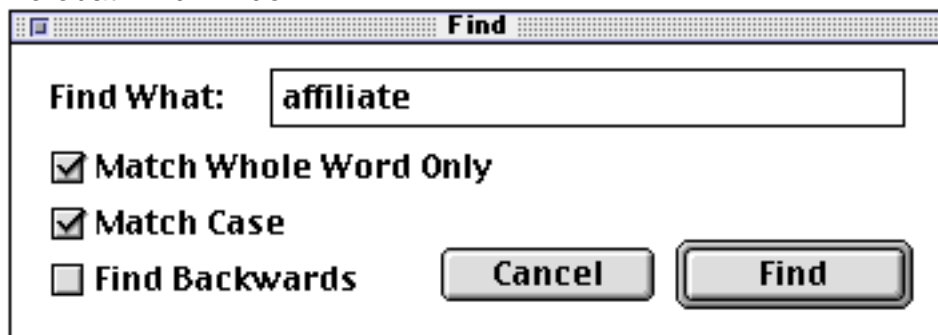 Find
Find What: affiliate
Match Whole Word Only
Match Case
Find Backwards Cancel Find